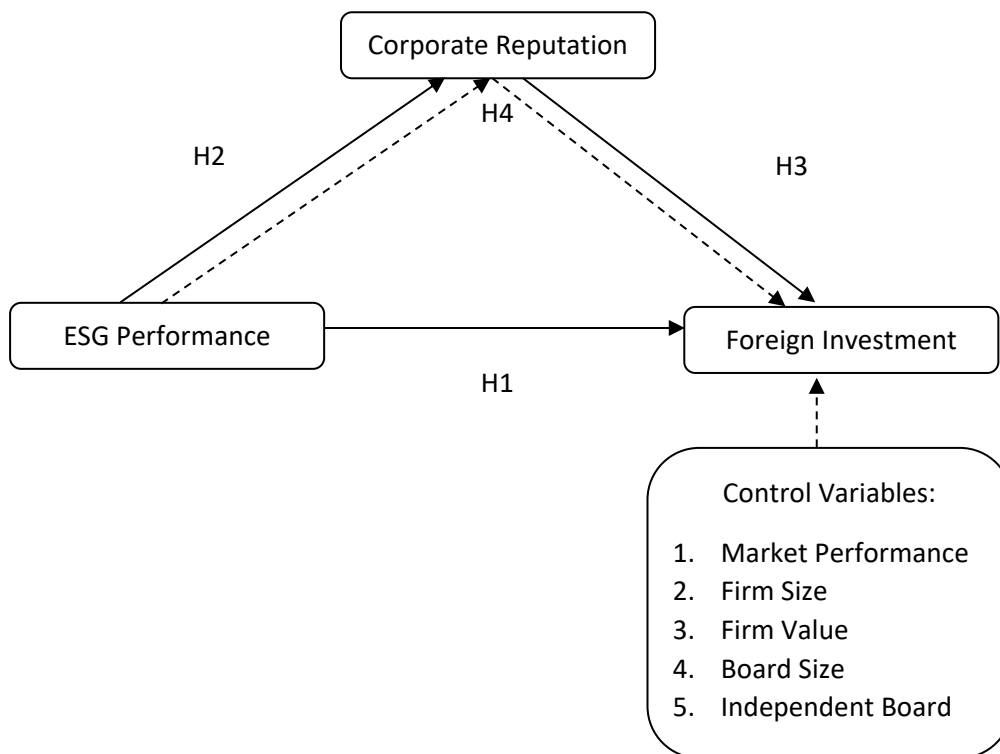 Corporate Reputation
H4
H2
H3
ESG Performance
Foreign Investment
H1
Control Variables:
1. Market Performance
2. Firm Size
3. Firm Value
4. Board Size
5. Independent Board